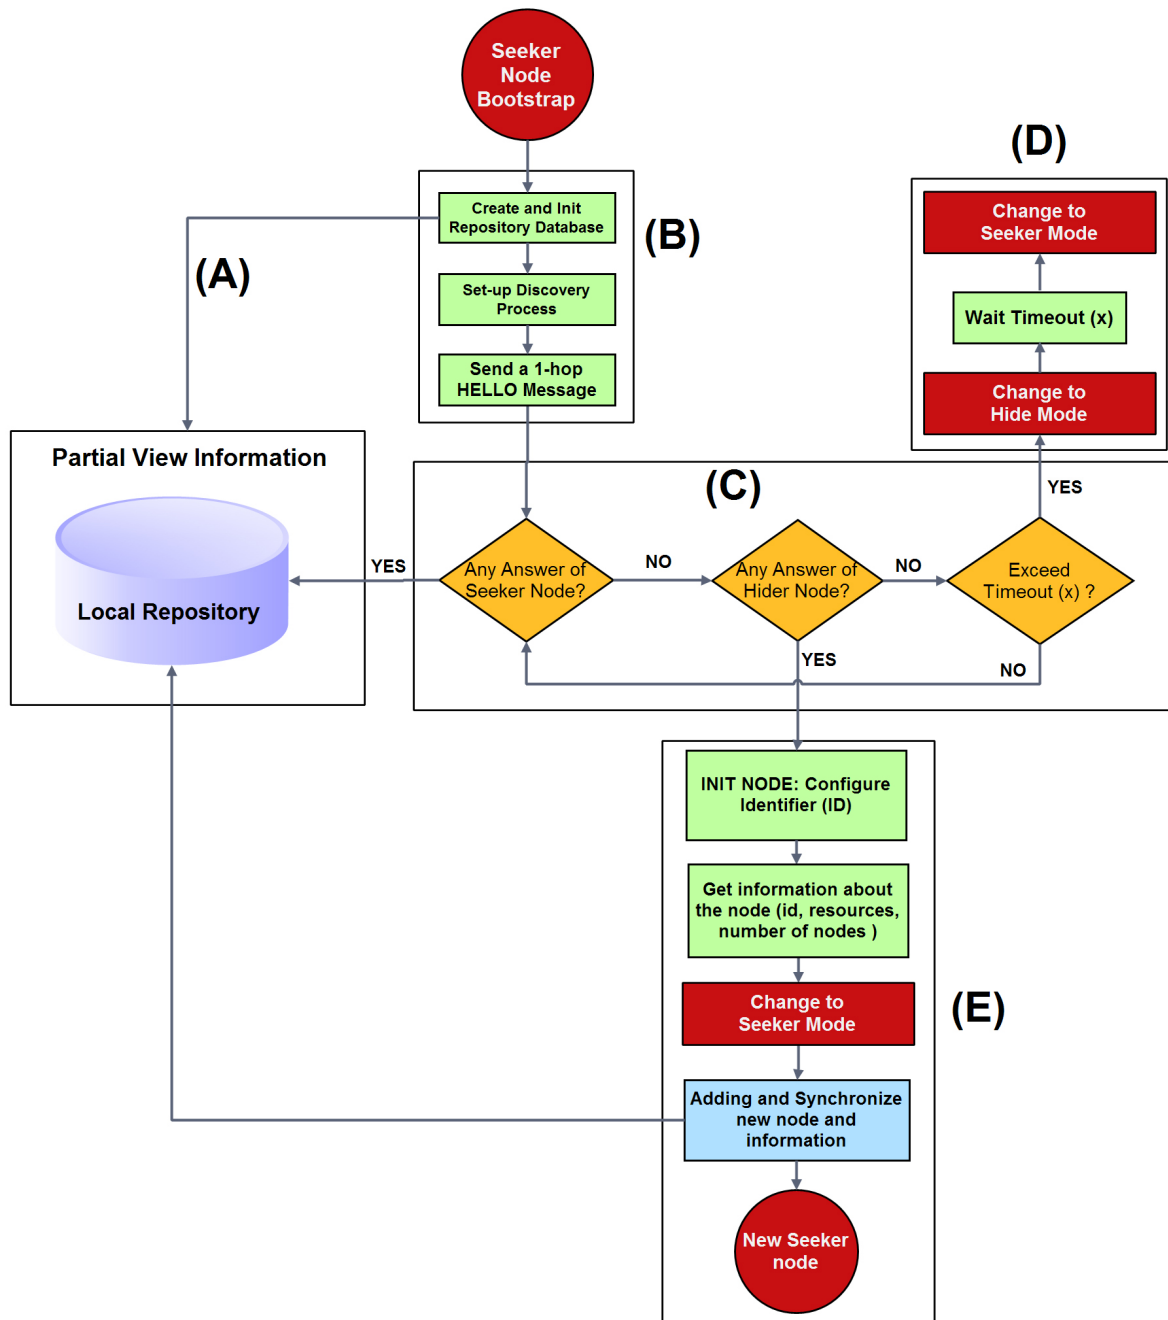 Seeker
Node
Bootstrap
(D)
Create and Init
Repository Database
(B)
Change to
Seeker Mode
(A)
Set-up Discovery
Process
Wait Timeout (x)
Send a 1-hop
HELLO Message
Change to
Hide Mode
Partial View Information
(C)
YES
Local Repository
YES
Any Answer of
Seeker Node?
NO
Any Answer of
Hider Node?
NO
Exceed
Timeout (x) ?
YES
NO
INIT NODE: Configure
Identifier (ID)
Get information about
the node (id, resources,
number of nodes )
Change to
Seeker Mode
(E)
Adding and Synchronize
new node and
information
New Seeker
node